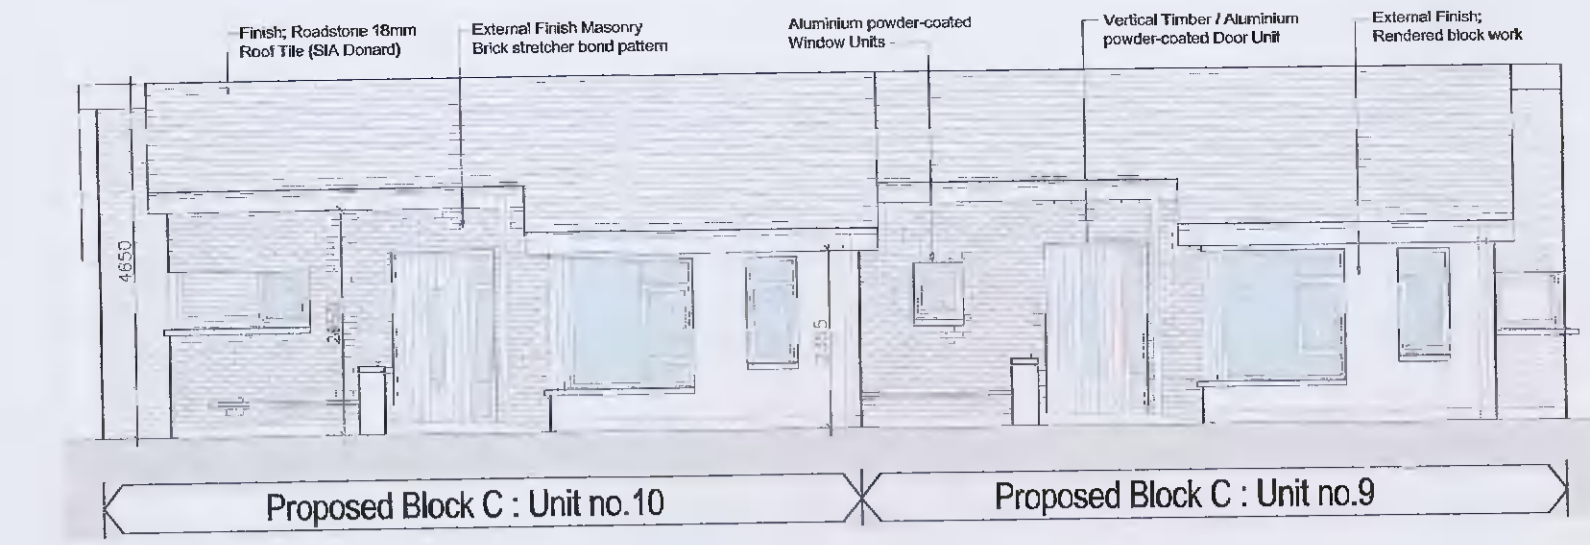 Finish; Roadstone 18mm
Roof Tile (SIA Donard)
External Finish Masonry
Brick stretcher bond pattern
Aluminium powder-coated
Window Units
Vertical Timber / Aluminium
powder-coated Door Unit
External Finish;
Rendered block work
4650
Proposed Block C : Unit no.10
Proposed Block C : Unit no.9